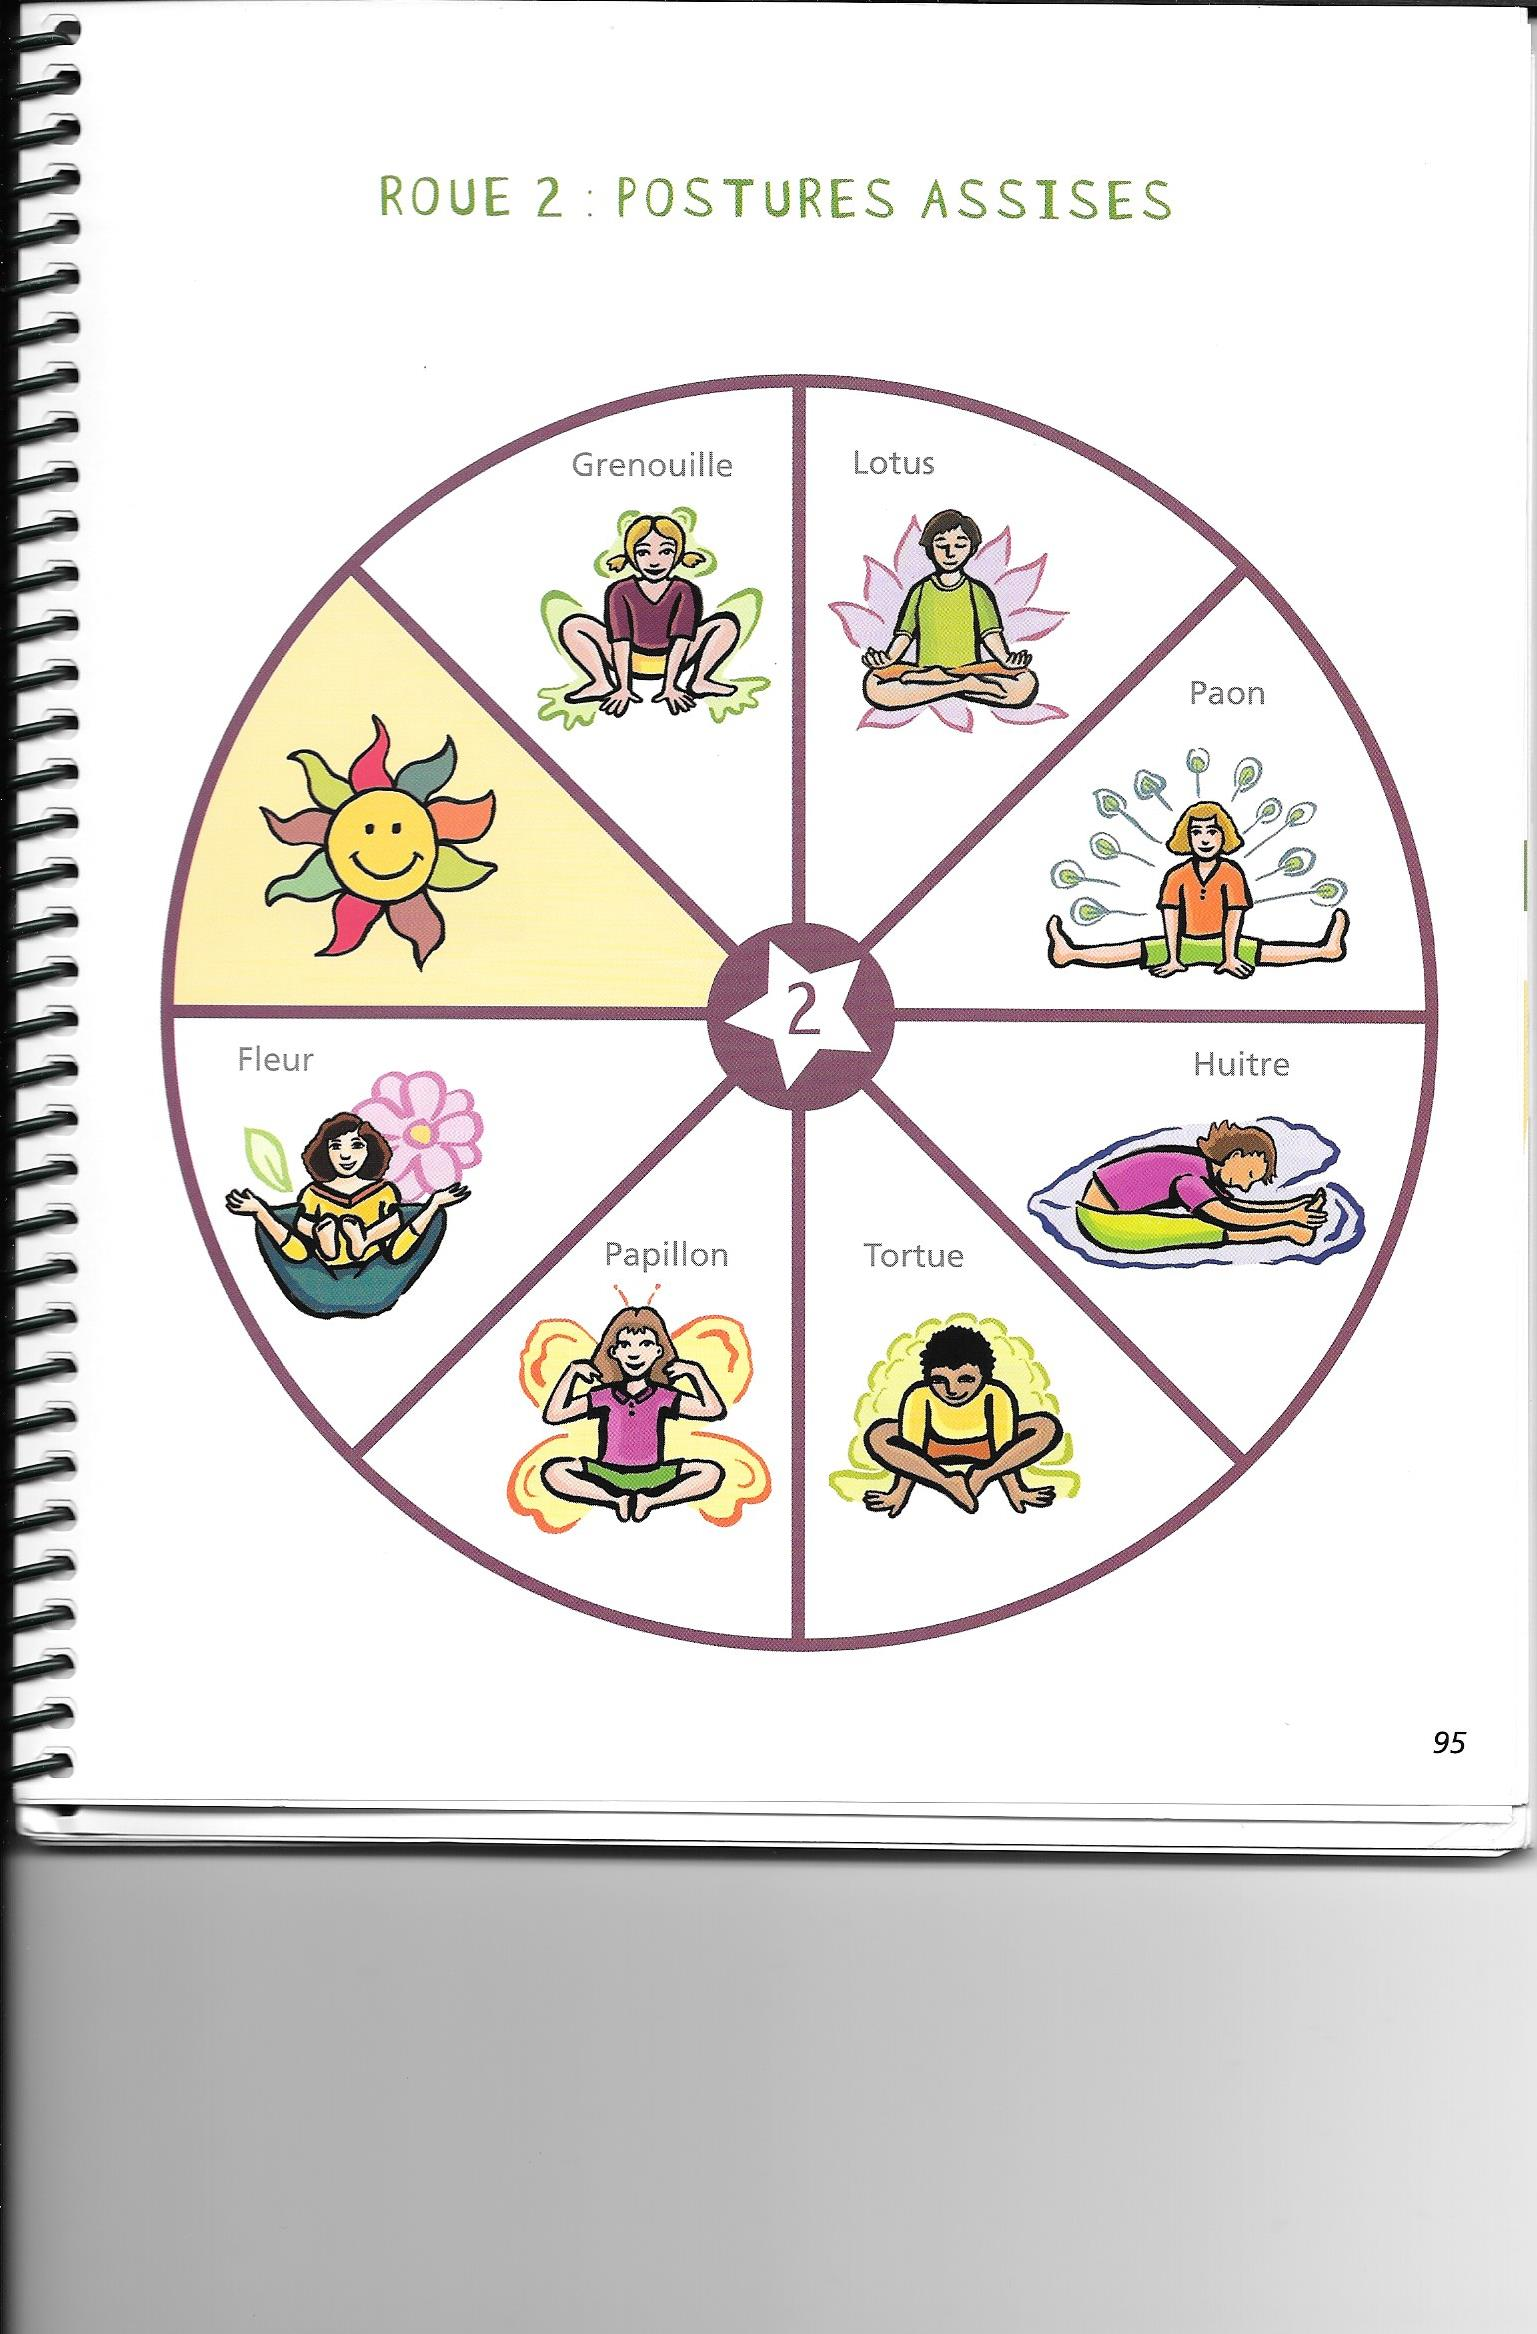 ROUE 2 : POSTURES ASSISES
Grenouille
Lotus
Paon
2
Fleur
Huitre
Papillon
Tortue
95